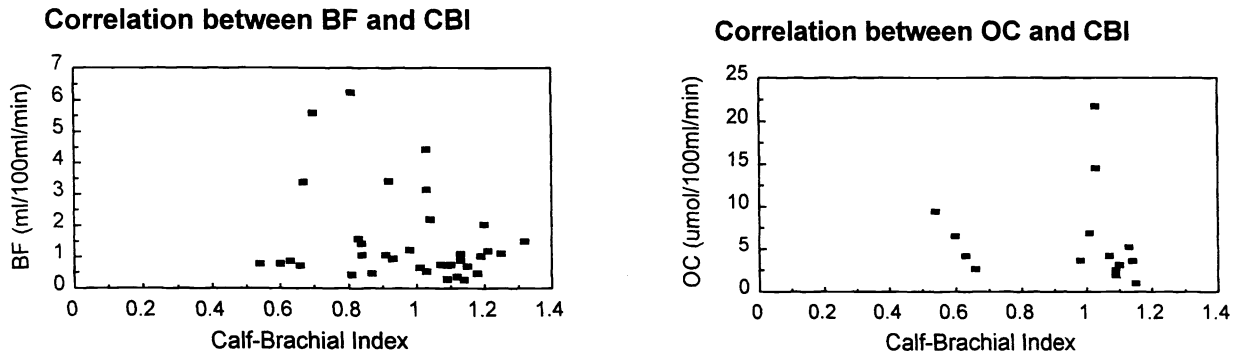 Correlation between BF and CBI
7
6
5
4
3
2
1
0
BF (ml/100ml/min)
0 0.2 0.4 0.6 0.8 1 1.2 1.4
Calf-Brachial Index
Correlation between OC and CBI
25
20
15
10
5
0
OC (umol/100ml/min)
0 0.2 0.4 0.6 0.8 1 1.2 1.4
Calf-Brachial Index